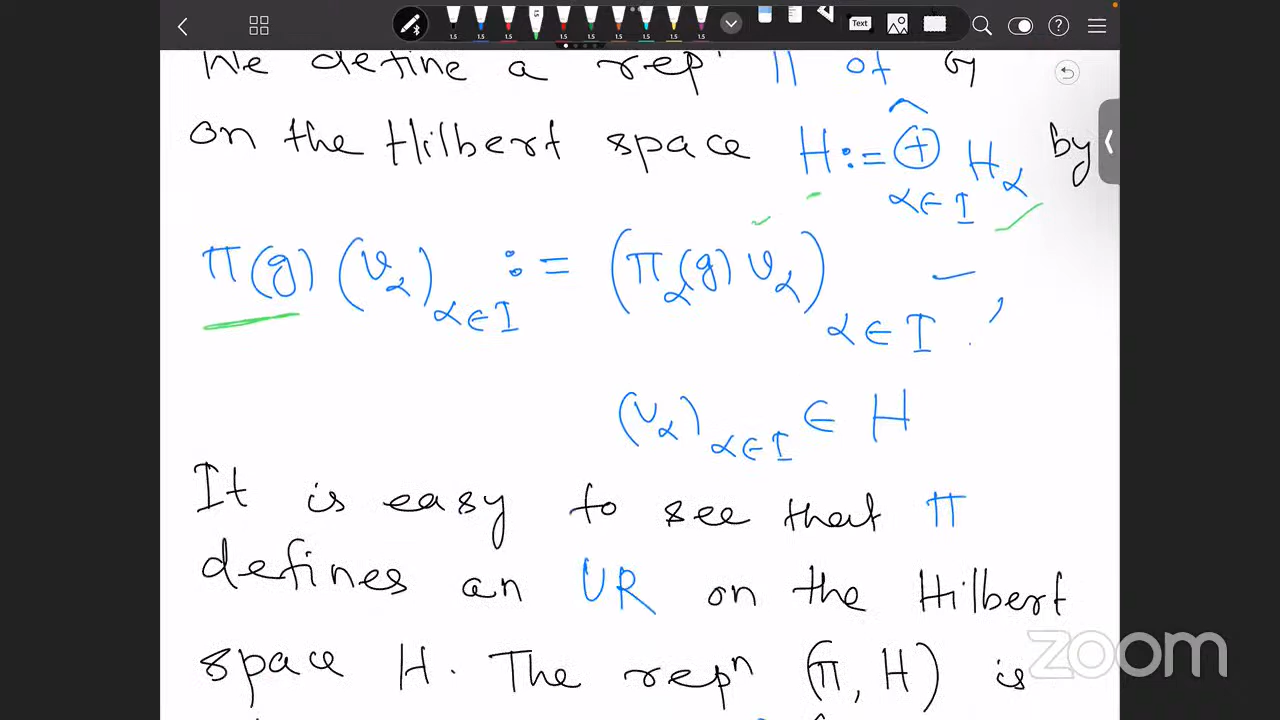 We define a repⁿ π of G
on the Hilbert space H := ⊕̂_{α∈I} H_α by
π(g) (v_α)_{α∈I} := (π_α(g) v_α)_{α∈I},
(v_α)_{α∈I} ∈ H
It is easy to see that π
defines an UR on the Hilbert
space H. The repⁿ (π, H) is
zoom